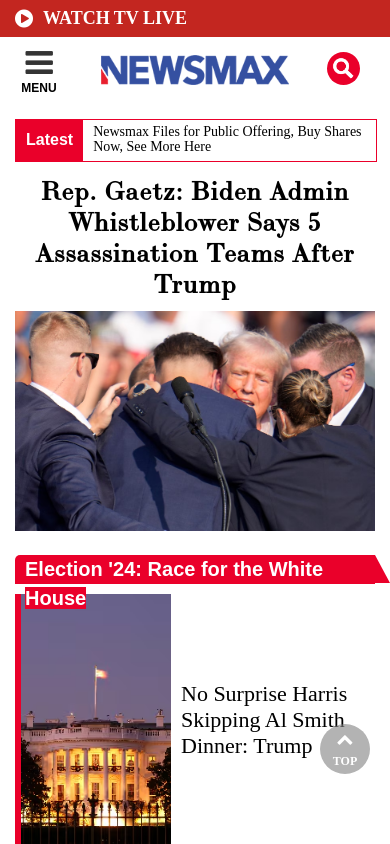 WATCH TV LIVE
MENU
NEWSMAX
Latest
Newsmax Files for Public Offering, Buy Shares
Now, See More Here
Rep. Gaetz: Biden Admin
Whistleblower Says 5
Assassination Teams After
Trump
Election '24: Race for the White
House
No Surprise Harris
Skipping Al Smith
Dinner: Trump
TOP